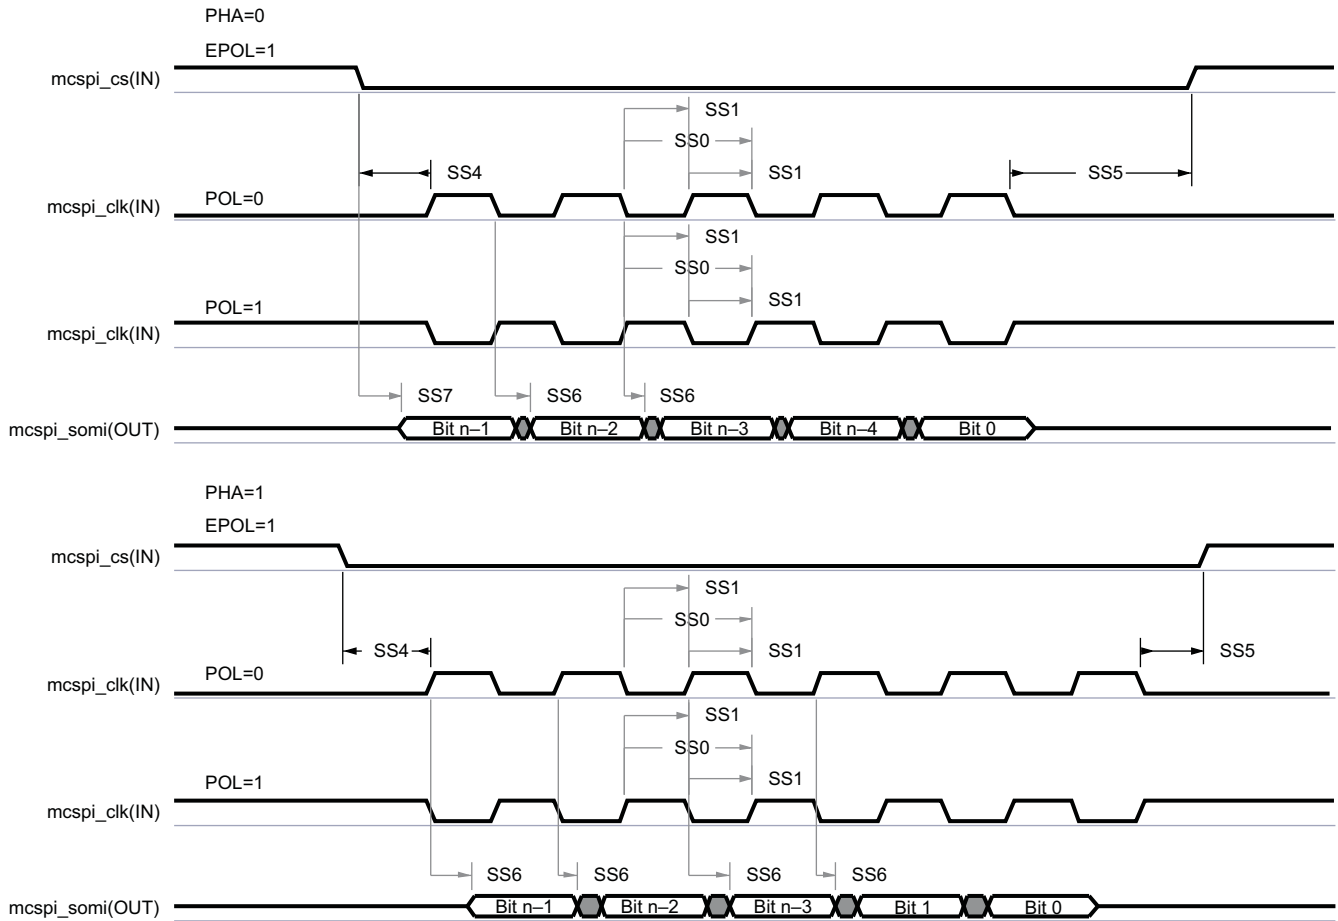 PHA=0
EPOL=1
mcspi_cs(IN)
SS1
SS0
SS4
SS1
SS5
POL=0
mcspi_clk(IN)
SS1
SS0
SS1
POL=1
mcspi_clk(IN)
SS7
SS6
SS6
mcspi_somi(OUT)
Bit n–1
Bit n–2
Bit n–3
Bit n–4
Bit 0
PHA=1
EPOL=1
mcspi_cs(IN)
SS1
SS0
SS4
SS1
SS5
POL=0
mcspi_clk(IN)
SS1
SS0
SS1
POL=1
mcspi_clk(IN)
SS6
SS6
SS6
SS6
mcspi_somi(OUT)
Bit n–1
Bit n–2
Bit n–3
Bit 1
Bit 0